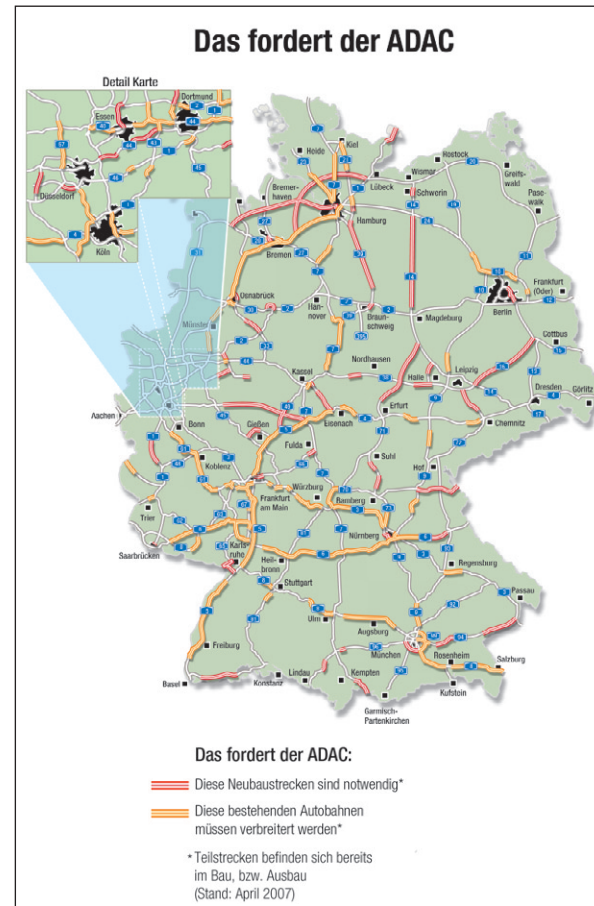 Das fordert der ADAC
Detail Karte
Dortmund
Essen
Düsseldorf
Köln
Kiel
Heide
Rostock
Greifs-
wald
Lübeck
Wismar
Bremer-
haven
Schwerin
Pase-
walk
Hamburg
Bremen
Osnabrück
Han-
nover
Braun-
schweig
Magdeburg
Berlin
Frankfurt
(Oder)
Münster
Cottbus
Nordhausen
Kassel
Halle
Leipzig
Dresden
Görlitz
Aachen
Bonn
Gießen
Eisenach
Erfurt
Chemnitz
Fulda
Suhl
Hof
Koblenz
Frankfurt
am Main
Würzburg
Bamberg
Trier
Nürnberg
Saarbrücken
Karls-
ruhe
Heil-
bronn
Regensburg
Stuttgart
Passau
Ulm
Augsburg
Freiburg
München
Rosenheim
Salzburg
Basel
Konstanz
Lindau
Kempten
Kufstein
Garmisch-
Partenkirchen
Das fordert der ADAC:
Diese Neubaustrecken sind notwendig*
Diese bestehenden Autobahnen
müssen verbreitert werden*
* Teilstrecken befinden sich bereits
im Bau, bzw. Ausbau
(Stand: April 2007)